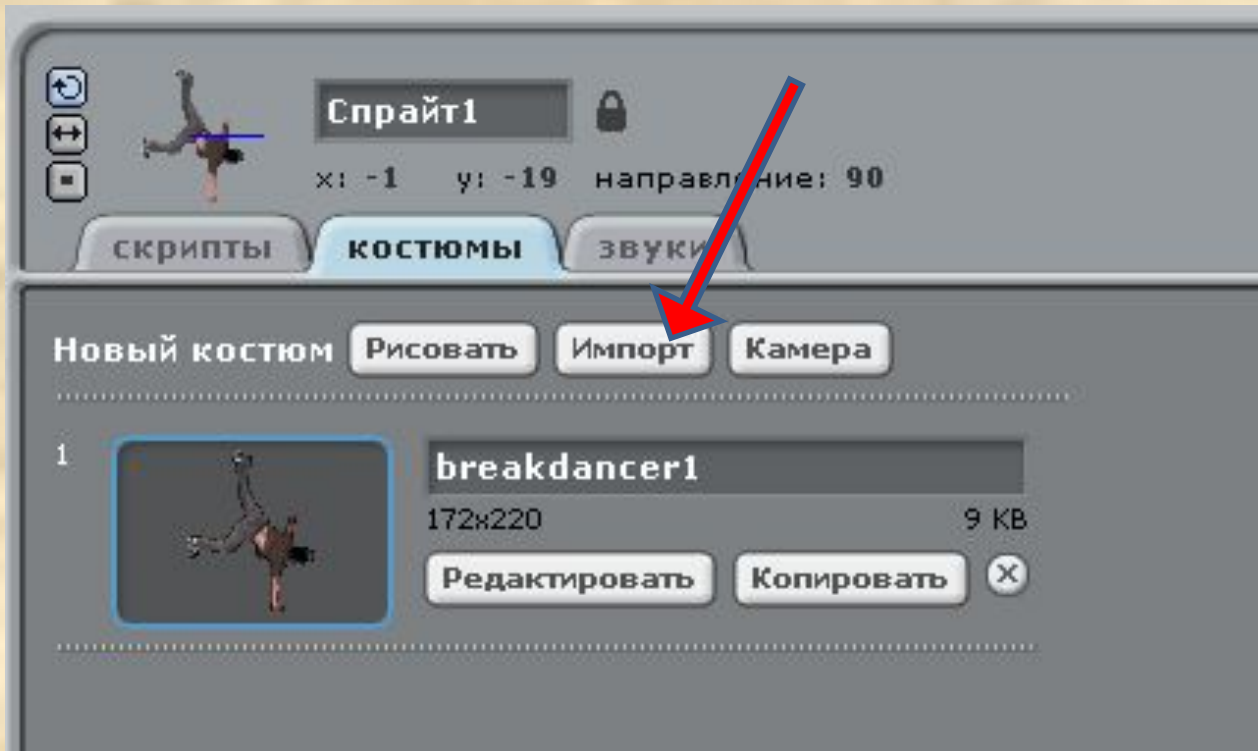 Спрайт1
x: -1 y: -19 направление: 90
скрипты костюмы звуки
Новый костюм Рисовать Импорт Камера
1
breakdancer1
172x220 9 KB
Редактировать Копировать